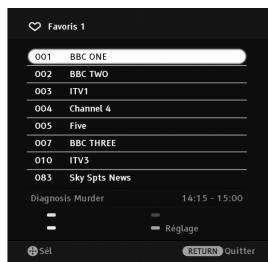 Favoris 1
001 BBC ONE
002 BBC TWO
003 ITV1
004 Channel 4
005 Five
007 BBC THREE
010 ITV3
083 Sky Spts News
Diagnosis Murder 14:15 - 15:00
Réglage
Sél RETURN Quitter